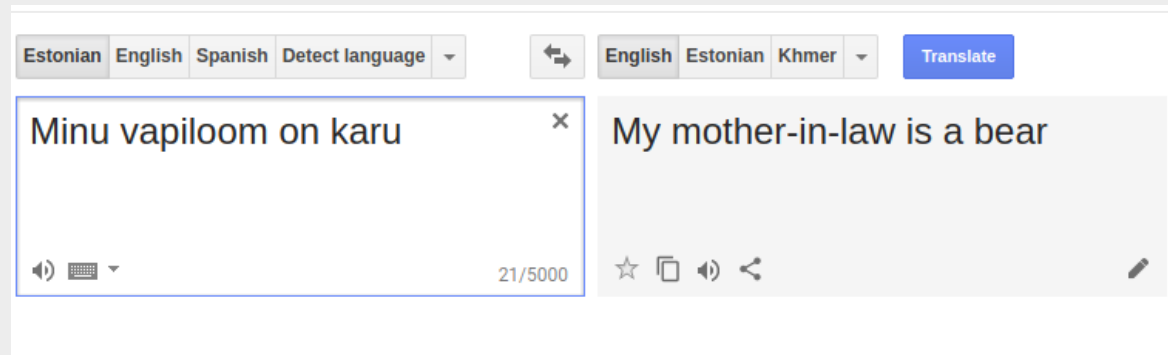 Estonian English Spanish Detect language English Estonian Khmer Translate
Minu vapiloom on karu
My mother-in-law is a bear
21/5000